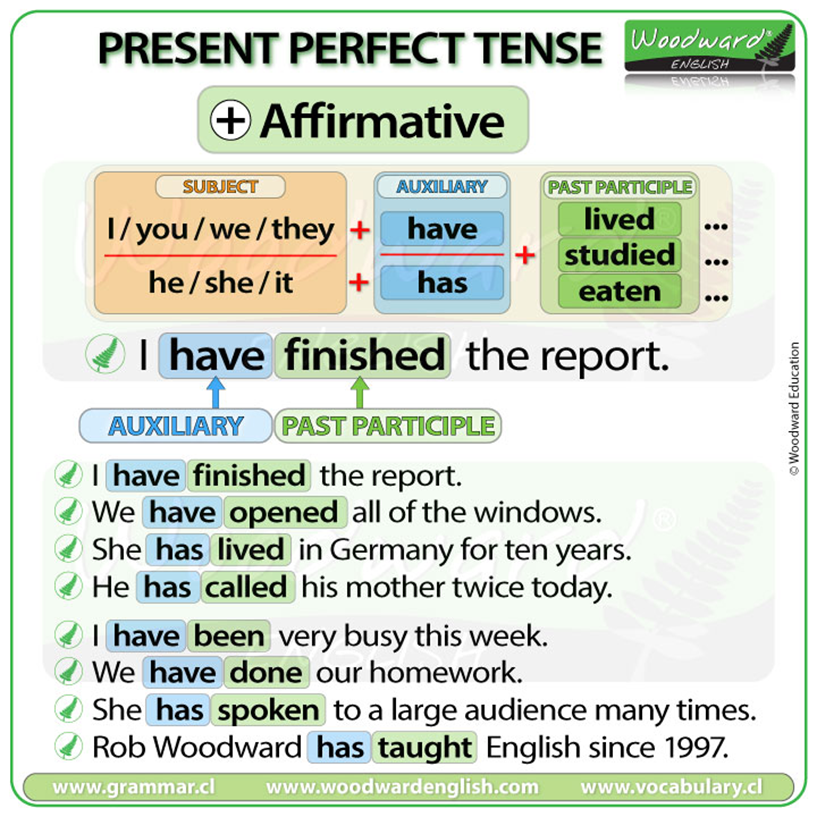 PRESENT PERFECT TENSE
Woodward®
ENGLISH
+ Affirmative
SUBJECT AUXILIARY PAST PARTICIPLE
I / you / we / they + have
he / she / it + has
+
lived ...
studied ...
eaten ...
I have finished the report.
AUXILIARY PAST PARTICIPLE
I have finished the report.
We have opened all of the windows.
She has lived in Germany for ten years.
He has called his mother twice today.
I have been very busy this week.
We have done our homework.
She has spoken to a large audience many times.
Rob Woodward has taught English since 1997.
© Woodward Education
www.grammar.cl www.woodwardenglish.com www.vocabulary.cl
Woodward®
ENGLISH
Woodward®
ENGLISH